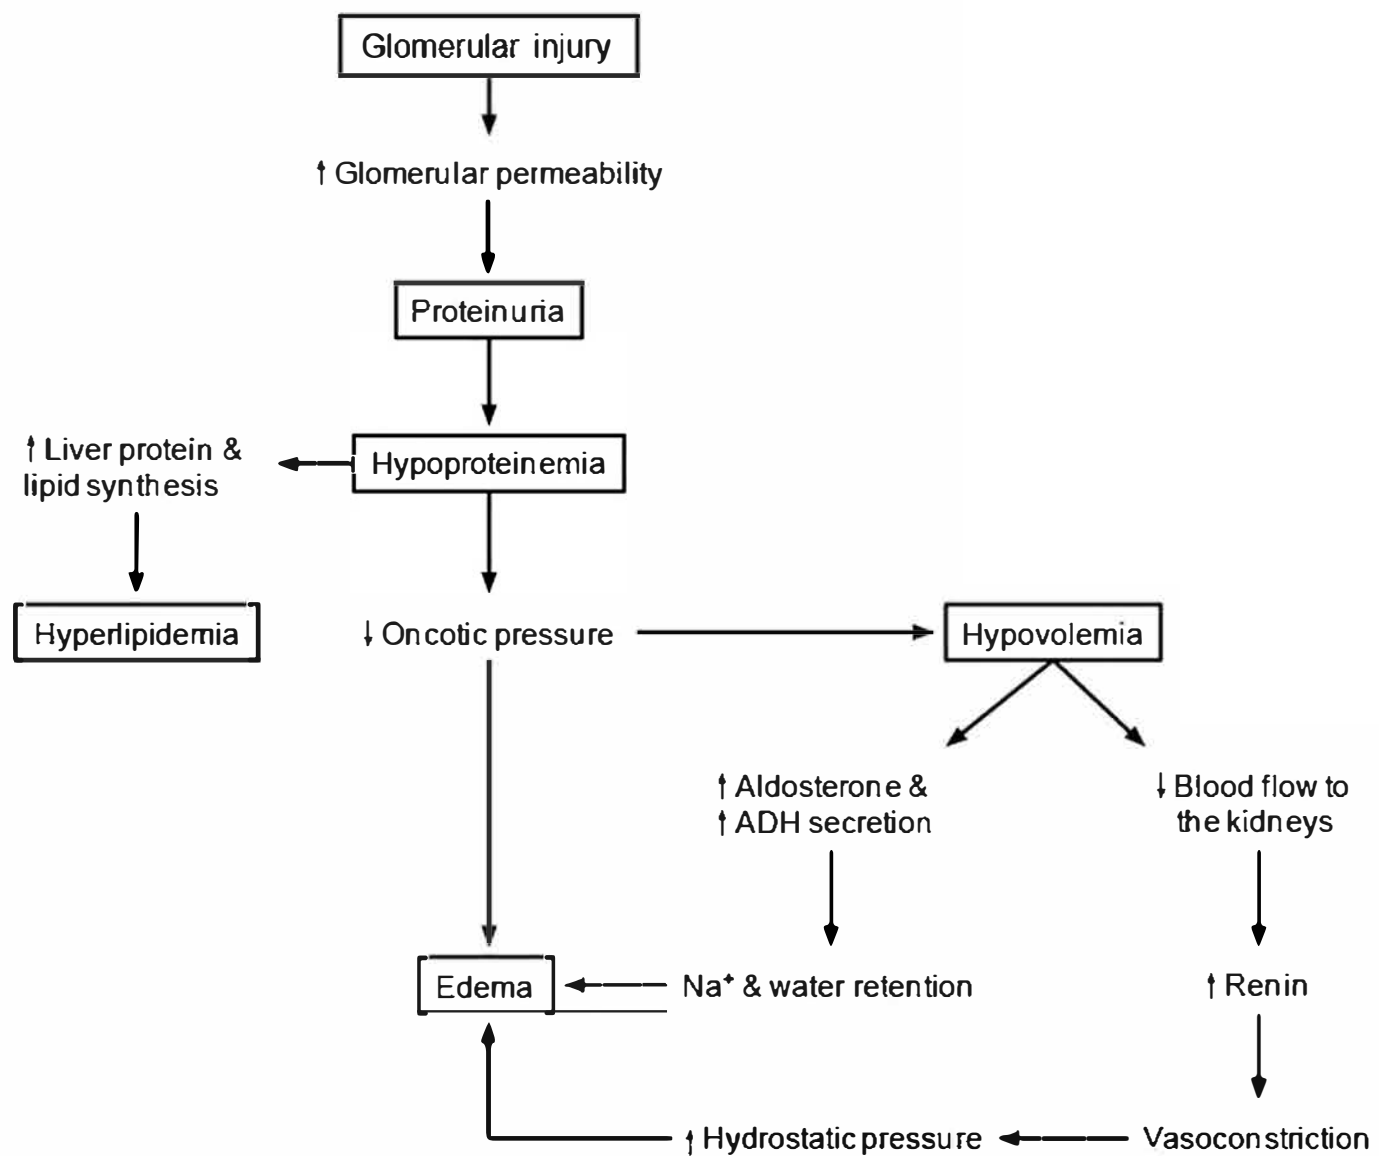 Glomerular injury
↑ Glomerular permeability
Proteinuria
Hypoproteinemia
↑ Liver protein &
lipid synthesis
Hyperlipidemia
↓ Oncotic pressure
Hypovolemia
↑ Aldosterone &
↑ ADH secretion
↓ Blood flow to
the kidneys
Edema
Na⁺ & water retention
↑ Renin
↑ Hydrostatic pressure
Vasoconstriction